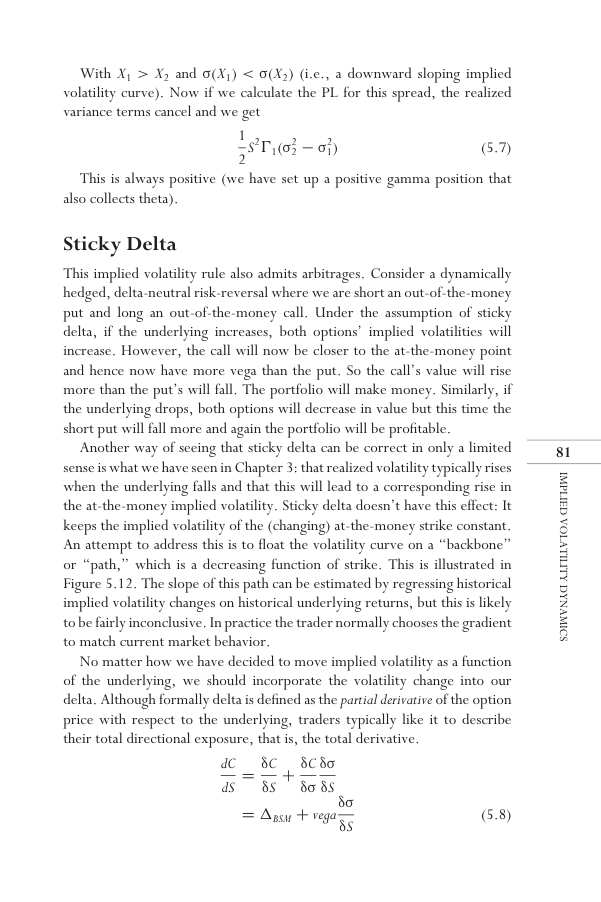 With X₁ > X₂ and σ(X₁) < σ(X₂) (i.e., a downward sloping implied
volatility curve). Now if we calculate the PL for this spread, the realized
variance terms cancel and we get
1/2 S²Γ₁(σ₂² − σ₁²) (5.7)
This is always positive (we have set up a positive gamma position that
also collects theta).
Sticky Delta
This implied volatility rule also admits arbitrages. Consider a dynamically
hedged, delta-neutral risk-reversal where we are short an out-of-the-money
put and long an out-of-the-money call. Under the assumption of sticky
delta, if the underlying increases, both options’ implied volatilities will
increase. However, the call will now be closer to the at-the-money point
and hence now have more vega than the put. So the call’s value will rise
more than the put’s will fall. The portfolio will make money. Similarly, if
the underlying drops, both options will decrease in value but this time the
short put will fall more and again the portfolio will be profitable.
Another way of seeing that sticky delta can be correct in only a limited
sense is what we have seen in Chapter 3: that realized volatility typically rises
when the underlying falls and that this will lead to a corresponding rise in
the at-the-money implied volatility. Sticky delta doesn’t have this effect: It
keeps the implied volatility of the (changing) at-the-money strike constant.
An attempt to address this is to float the volatility curve on a “backbone”
or “path,” which is a decreasing function of strike. This is illustrated in
Figure 5.12. The slope of this path can be estimated by regressing historical
implied volatility changes on historical underlying returns, but this is likely
to be fairly inconclusive. In practice the trader normally chooses the gradient
to match current market behavior.
No matter how we have decided to move implied volatility as a function
of the underlying, we should incorporate the volatility change into our
delta. Although formally delta is defined as the partial derivative of the option
price with respect to the underlying, traders typically like it to describe
their total directional exposure, that is, the total derivative.
dC/dS = δC/δS + δC/δσ δσ/δS
= Δ_BSM + vega δσ/δS (5.8)
81
IMPLIED VOLATILITY DYNAMICS